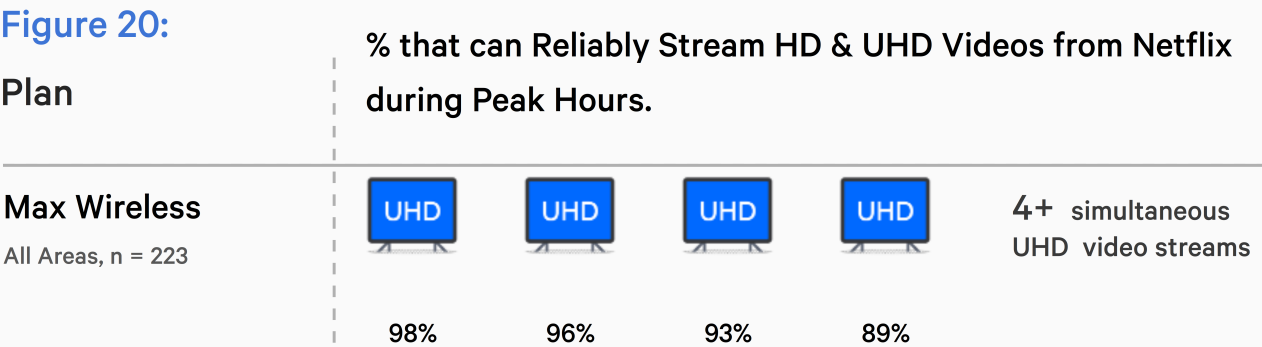 Figure 20:
Plan
% that can Reliably Stream HD & UHD Videos from Netflix
during Peak Hours.
Max Wireless
All Areas, n = 223
UHD UHD UHD UHD
4+ simultaneous
UHD video streams
98% 96% 93% 89%